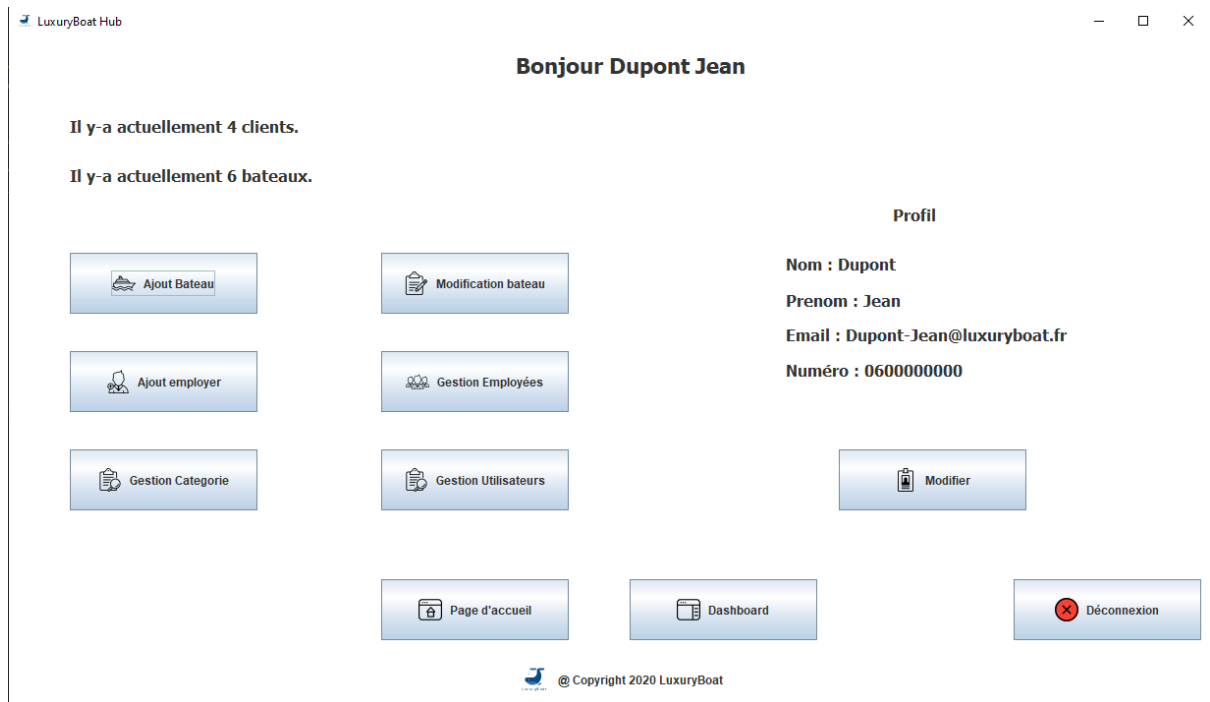 LuxuryBoat Hub
Bonjour Dupont Jean
Il y-a actuellement 4 clients.
Il y-a actuellement 6 bateaux.
Profil
Ajout Bateau
Modification bateau
Nom : Dupont
Prenom : Jean
Email : Dupont-Jean@luxuryboat.fr
Numéro : 0600000000
Ajout employer
Gestion Employées
Gestion Categorie
Gestion Utilisateurs
Modifier
Page d'accueil
Dashboard
Déconnexion
@ Copyright 2020 LuxuryBoat